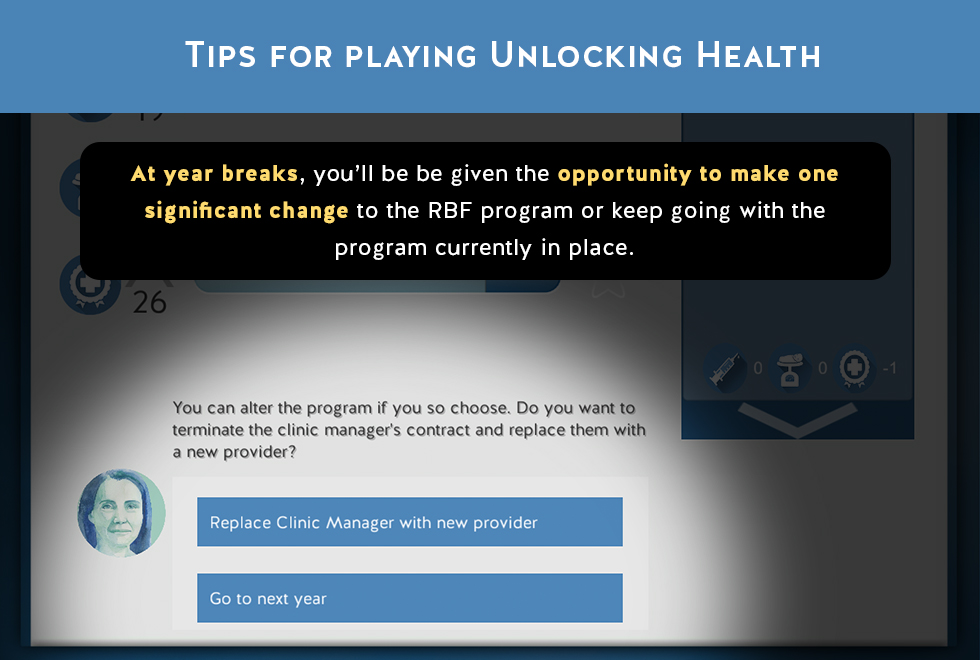 Tips for playing Unlocking Health
At year breaks, you'll be be given the opportunity to make one
significant change to the RBF program or keep going with the
program currently in place.
26
0 0 -1
You can alter the program if you so choose. Do you want to
terminate the clinic manager's contract and replace them with
a new provider?
Replace Clinic Manager with new provider
Go to next year